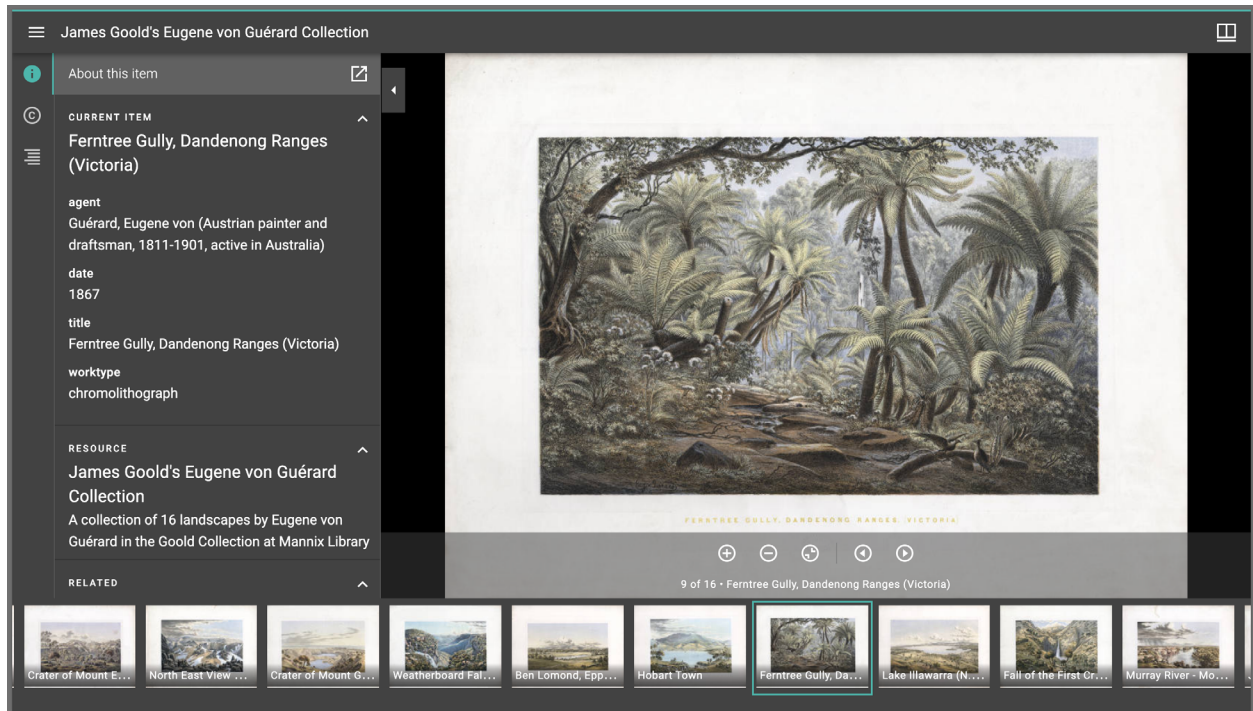 James Goold's Eugene von Guérard Collection
About this item
CURRENT ITEM
Ferntree Gully, Dandenong Ranges
(Victoria)
agent
Guérard, Eugene von (Austrian painter and
draftsman, 1811-1901, active in Australia)
date
1867
title
Ferntree Gully, Dandenong Ranges (Victoria)
worktype
chromolithograph
RESOURCE
James Goold's Eugene von Guérard
Collection
A collection of 16 landscapes by Eugene von
Guérard in the Goold Collection at Mannix Library
RELATED
FERNTREE GULLY, DANDENONG RANGES (VICTORIA)
9 of 16 • Ferntree Gully, Dandenong Ranges (Victoria)
Crater of Mount E...
North East View ...
Crater of Mount G...
Weatherboard Fal...
Ben Lomond, Epp...
Hobart Town
Ferntree Gully, Da...
Lake Illawarra (N....
Fall of the First Cr...
Murray River - Mo...